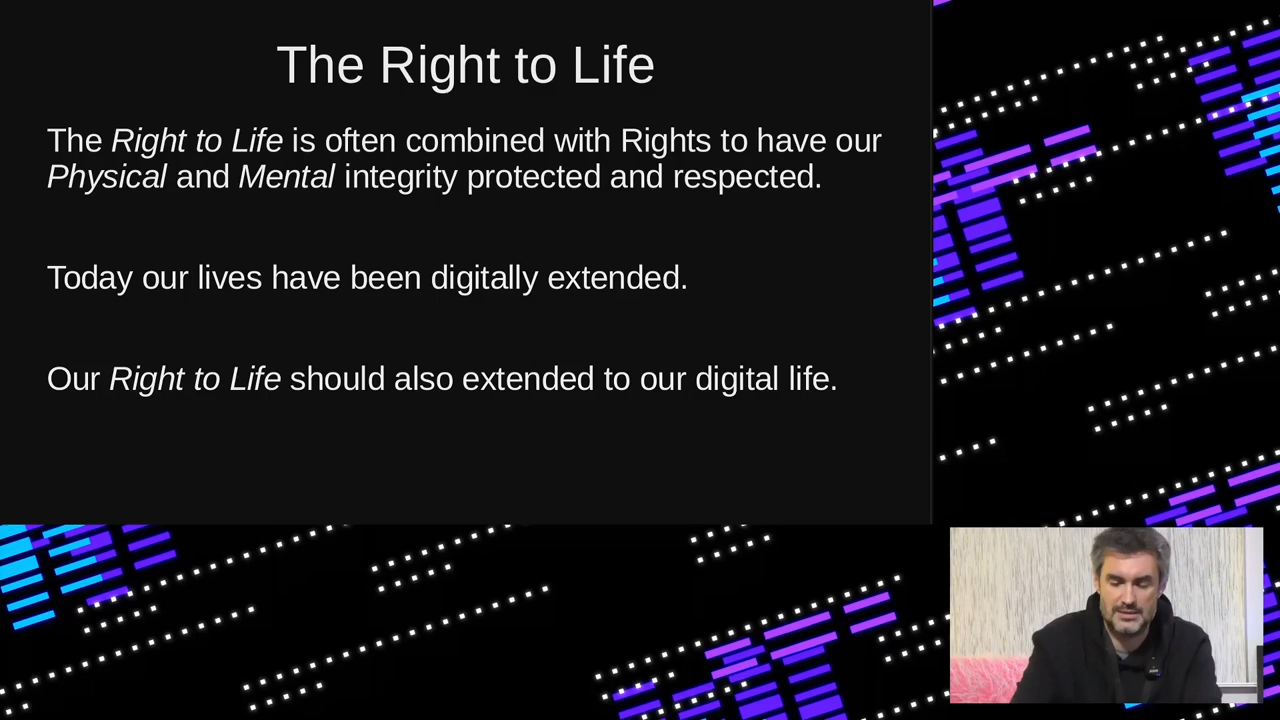 The Right to Life
The Right to Life is often combined with Rights to have our
Physical and Mental integrity protected and respected.
Today our lives have been digitally extended.
Our Right to Life should also extended to our digital life.